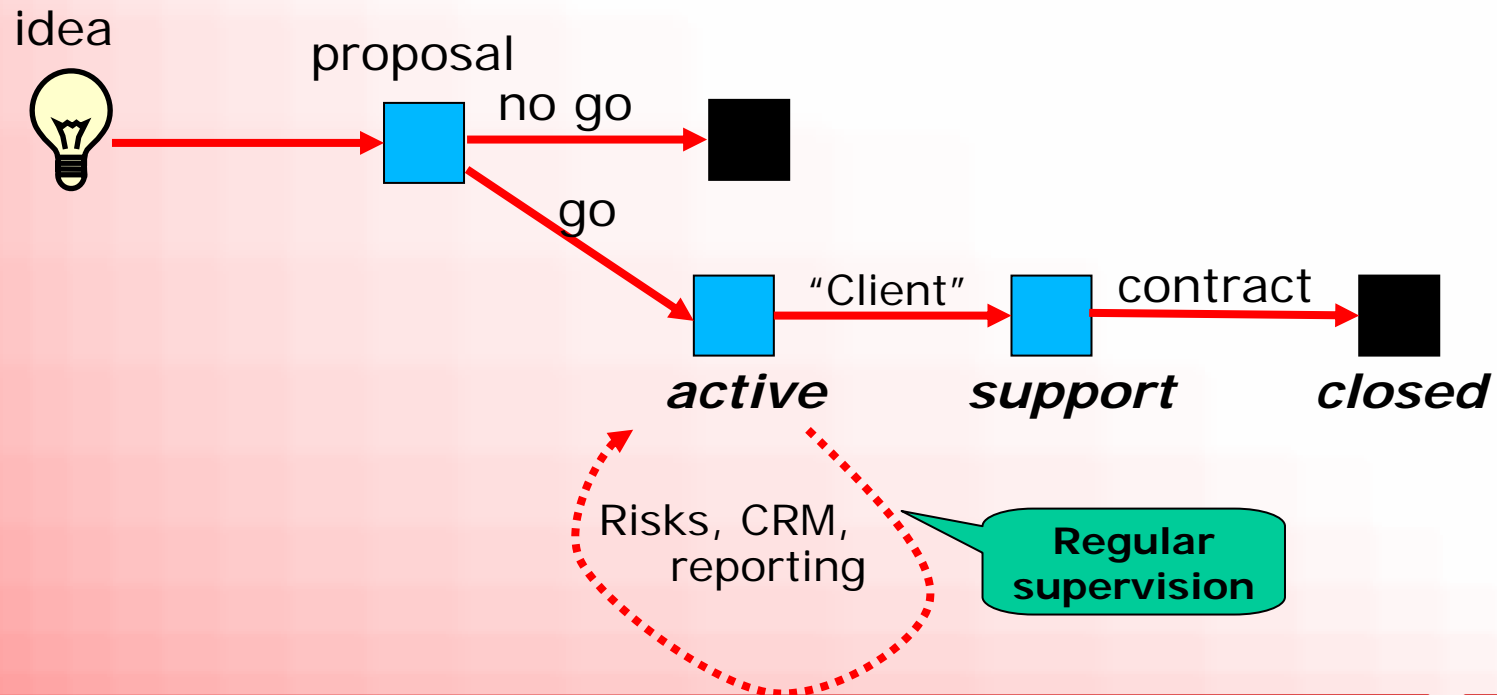 idea
proposal
no go
go
“Client”
contract
active
support
closed
Risks, CRM,
reporting
Regular
supervision